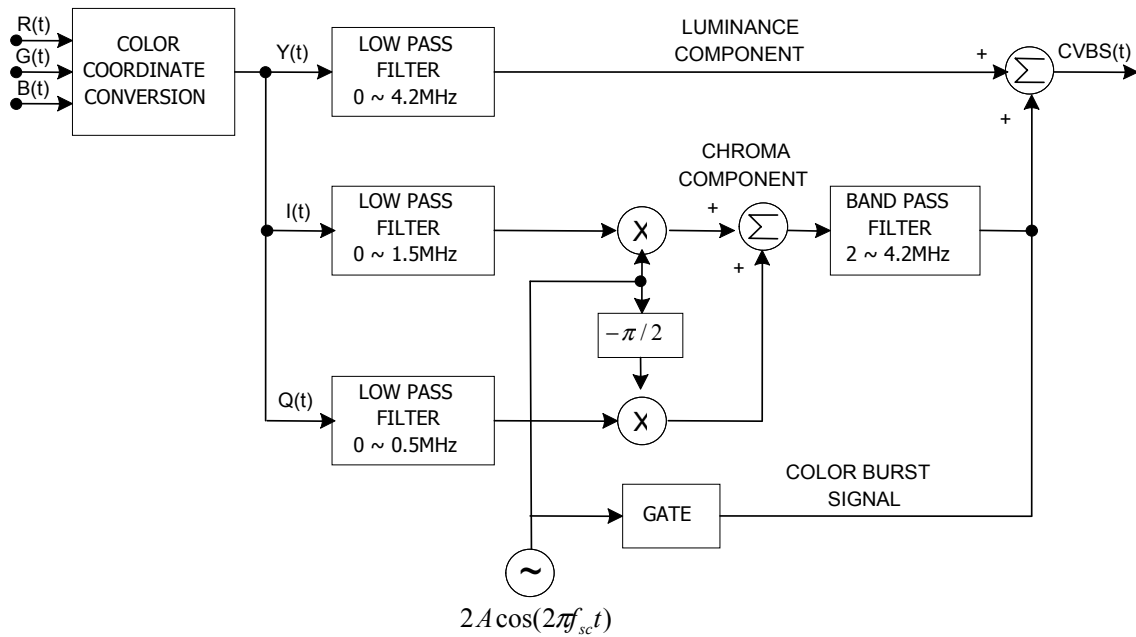 R(t)
G(t)
B(t)
COLOR
COORDINATE
CONVERSION
Y(t)
LOW PASS
FILTER
0 ~ 4.2MHz
LUMINANCE
COMPONENT
+
Σ
CVBS(t)
+
I(t)
LOW PASS
FILTER
0 ~ 1.5MHz
X
+
CHROMA
COMPONENT
Σ
+
BAND PASS
FILTER
2 ~ 4.2MHz
−π/2
Q(t)
LOW PASS
FILTER
0 ~ 0.5MHz
X
GATE
COLOR BURST
SIGNAL
~
2A cos(2πf_sc t)